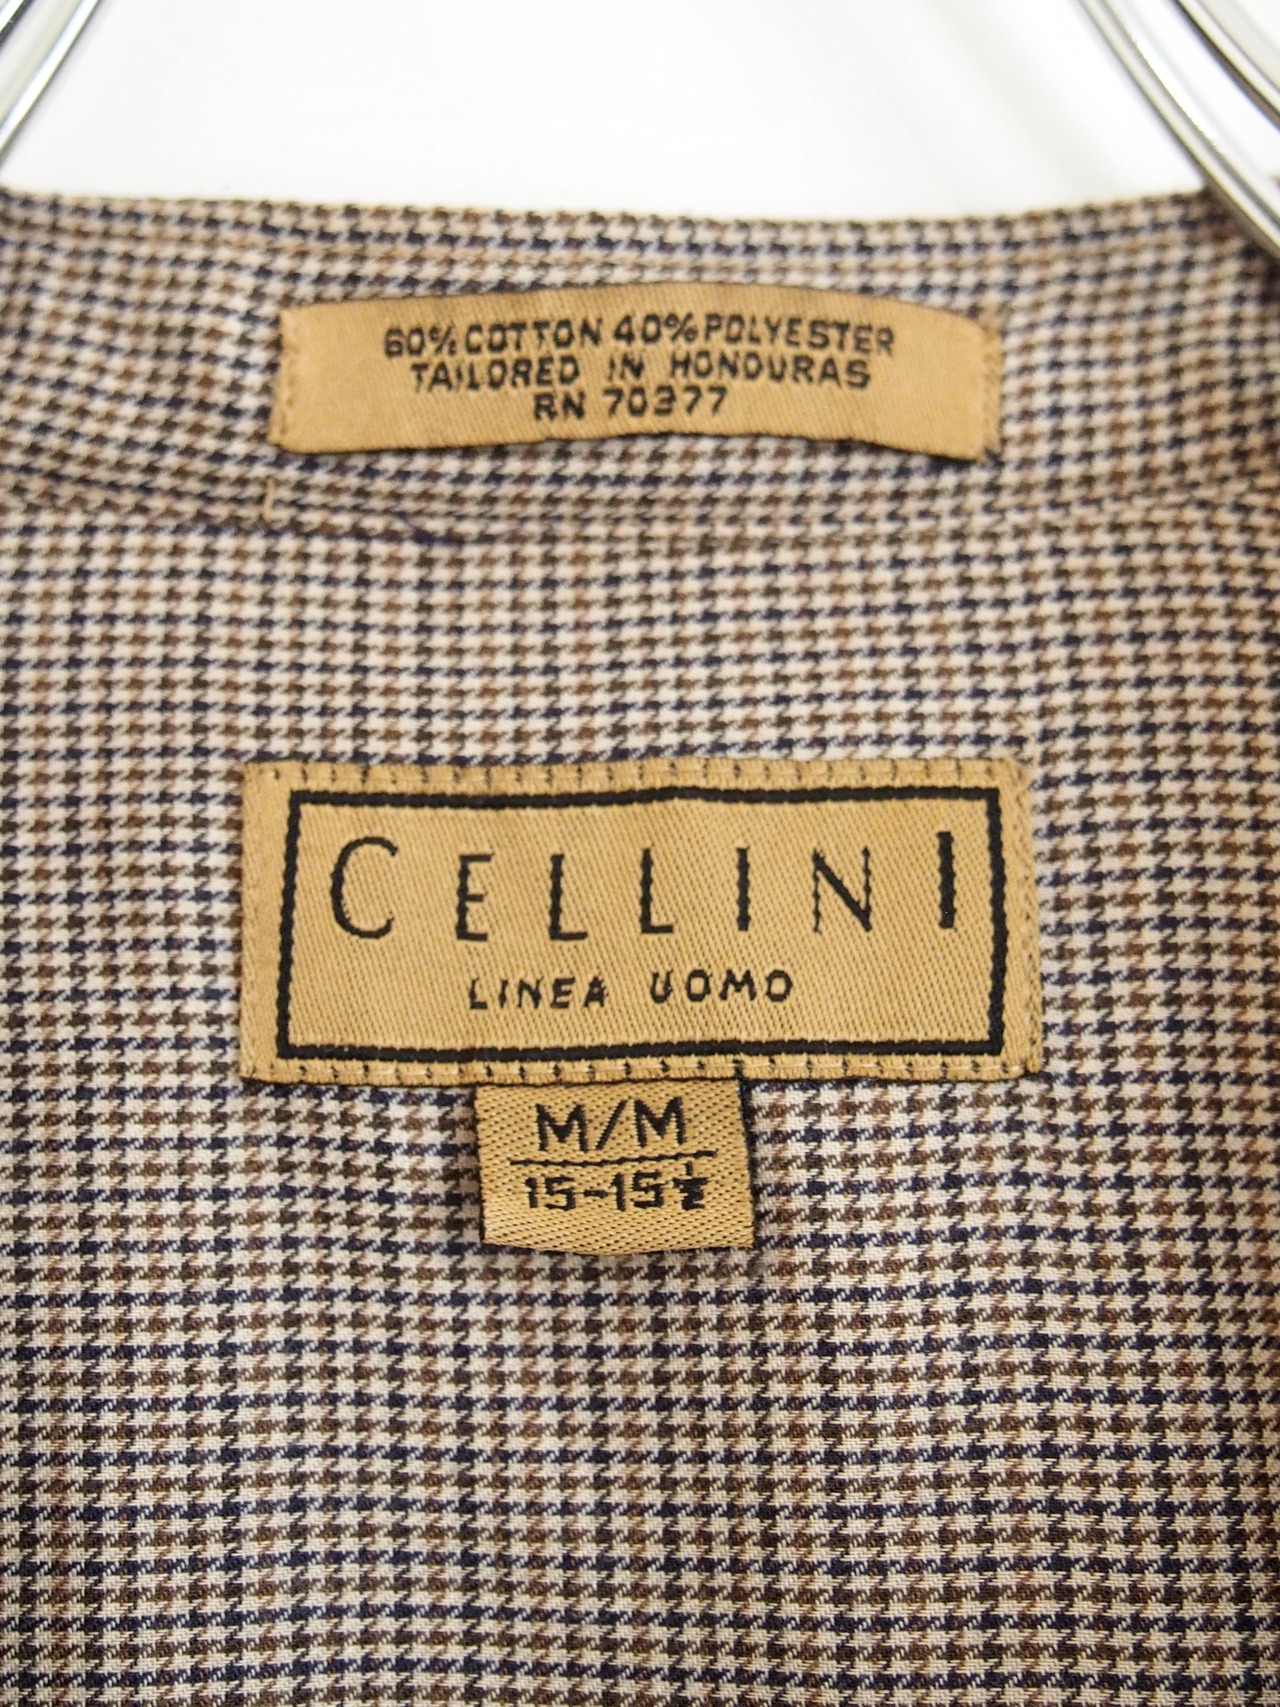 60% COTTON 40% POLYESTER
TAILORED IN HONDURAS
RN 70377
CELLINI
LINEA UOMO
M/M
15-15½